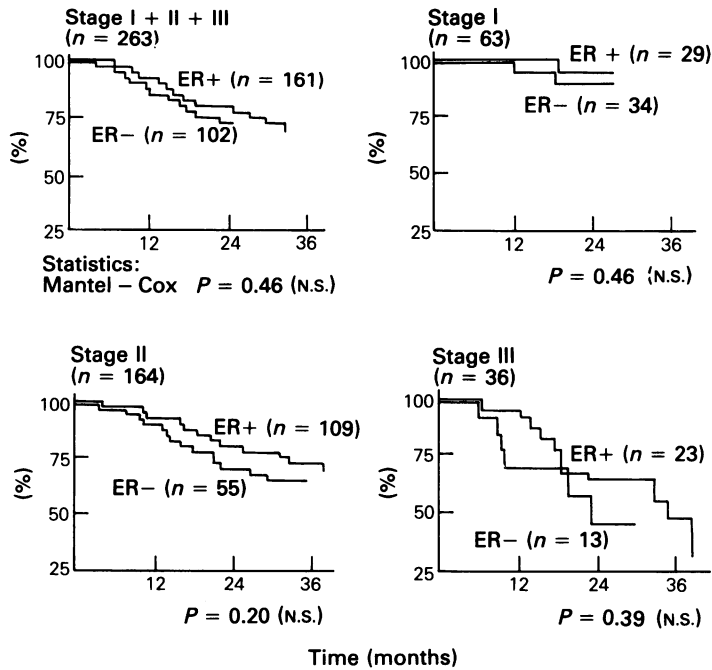 Stage I + II + III
(n = 263)
100
75
50
25
(%)
ER+ (n = 161)
ER− (n = 102)
12
24
36
Statistics:
Mantel – Cox P = 0.46 (N.S.)
Stage I
(n = 63)
100
75
50
25
(%)
ER + (n = 29)
ER− (n = 34)
12
24
36
P = 0.46 (N.S.)
Stage II
(n = 164)
100
75
50
25
(%)
ER+ (n = 109)
ER− (n = 55)
12
24
36
P = 0.20 (N.S.)
Stage III
(n = 36)
100
75
50
25
(%)
ER+ (n = 23)
ER− (n = 13)
12
24
36
P = 0.39 (N.S.)
Time (months)